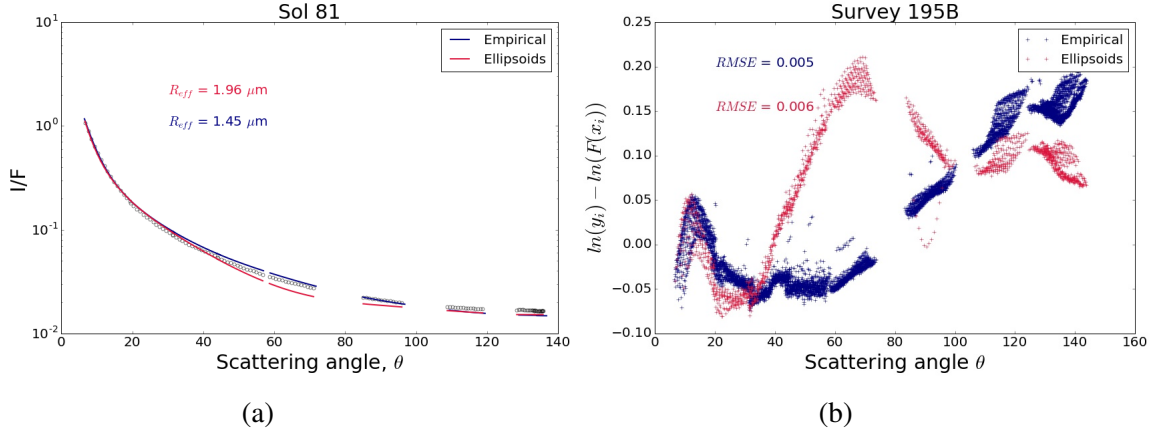 Sol 81
10^1
10^0
10^-1
10^-2
I/F
Empirical
Ellipsoids
R_eff = 1.96 μm
R_eff = 1.45 μm
0 20 40 60 80 100 120 140
Scattering angle, θ
(a)
Survey 195B
0.25
0.20
0.15
0.10
0.05
0.00
−0.05
−0.10
ln(y_i) − ln(F(x_i))
RMSE = 0.005
RMSE = 0.006
Empirical
Ellipsoids
0 20 40 60 80 100 120 140 160
Scattering angle θ
(b)